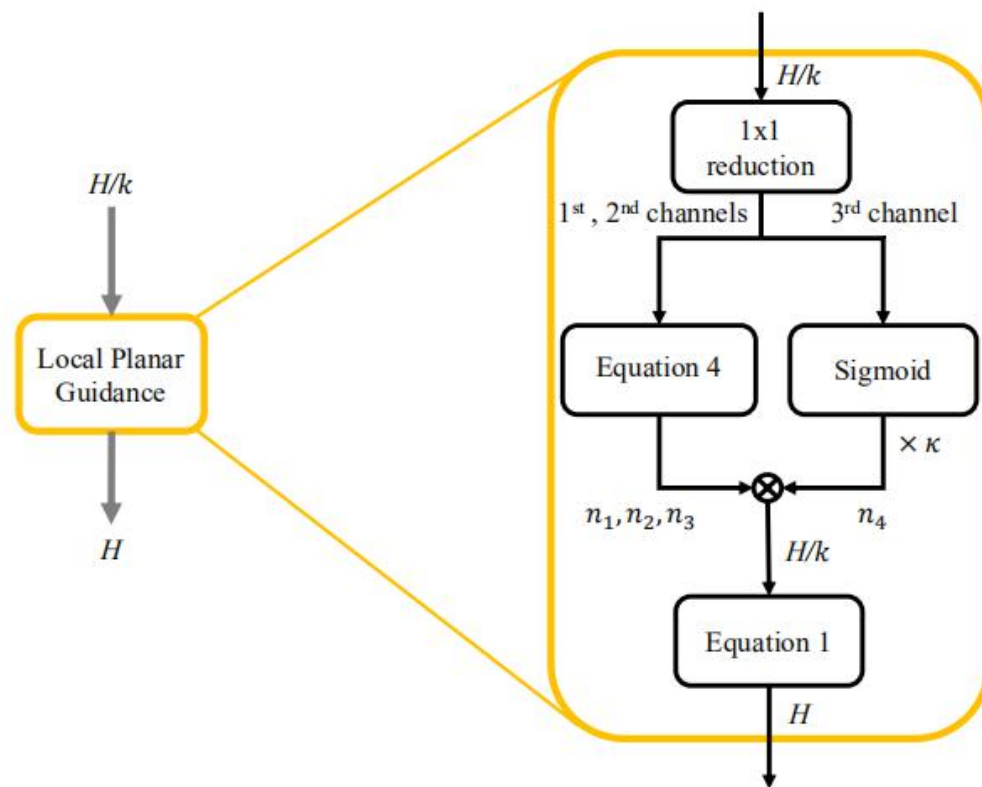 H/k
Local Planar
Guidance
H
H/k
1x1
reduction
1st , 2nd channels
3rd channel
Equation 4
Sigmoid
× κ
n₁, n₂, n₃
n₄
H/k
Equation 1
H